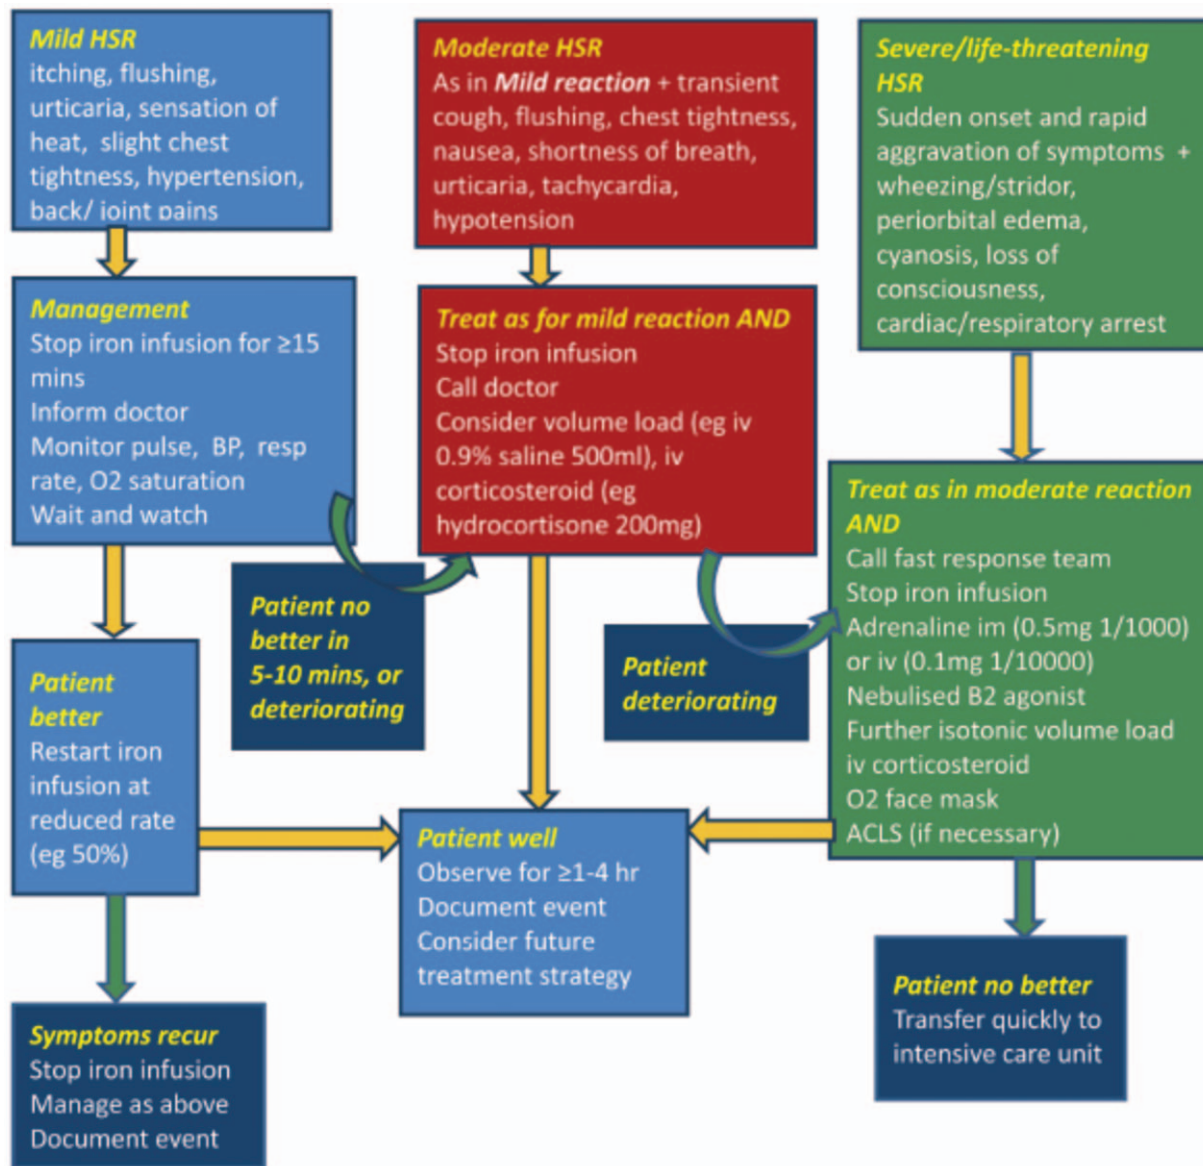 Mild HSR
itching, flushing,
urticaria, sensation of
heat, slight chest
tightness, hypertension,
back/ joint pains
Management
Stop iron infusion for ≥15
mins
Inform doctor
Monitor pulse, BP, resp
rate, O2 saturation
Wait and watch
Patient
better
Restart iron
infusion at
reduced rate
(eg 50%)
Symptoms recur
Stop iron infusion
Manage as above
Document event
Patient no
better in
5-10 mins, or
deteriorating
Moderate HSR
As in Mild reaction + transient
cough, flushing, chest tightness,
nausea, shortness of breath,
urticaria, tachycardia,
hypotension
Treat as for mild reaction AND
Stop iron infusion
Call doctor
Consider volume load (eg iv
0.9% saline 500ml), iv
corticosteroid (eg
hydrocortisone 200mg)
Patient
deteriorating
Patient well
Observe for ≥1-4 hr
Document event
Consider future
treatment strategy
Severe/life-threatening
HSR
Sudden onset and rapid
aggravation of symptoms +
wheezing/stridor,
periorbital edema,
cyanosis, loss of
consciousness,
cardiac/respiratory arrest
Treat as in moderate reaction
AND
Call fast response team
Stop iron infusion
Adrenaline im (0.5mg 1/1000)
or iv (0.1mg 1/10000)
Nebulised B2 agonist
Further isotonic volume load
iv corticosteroid
O2 face mask
ACLS (if necessary)
Patient no better
Transfer quickly to
intensive care unit